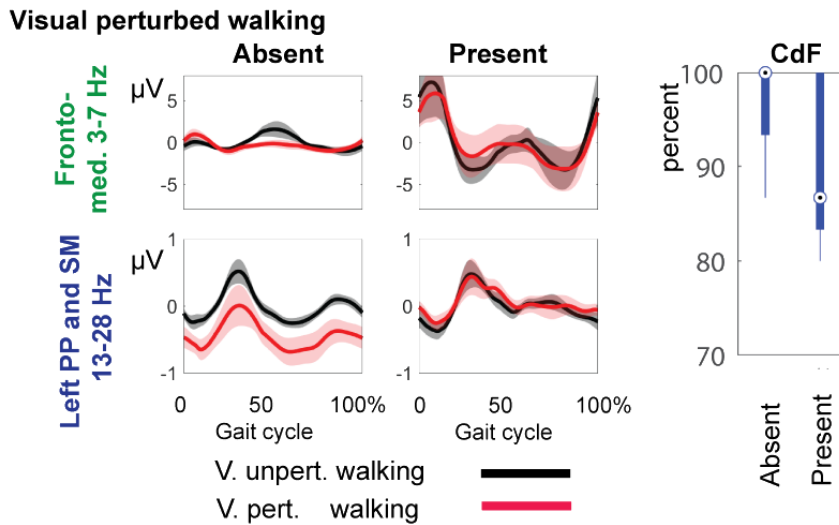 Visual perturbed walking
Absent
Present
CdF
Fronto-
med. 3-7 Hz
µV
5
0
-5
5
0
-5
percent
100
90
80
70
Left PP and SM
13-28 Hz
µV
1
0
-1
1
0
-1
0
50
100%
Gait cycle
0
50
100%
Gait cycle
Absent
Present
V. unpert. walking
V. pert. walking